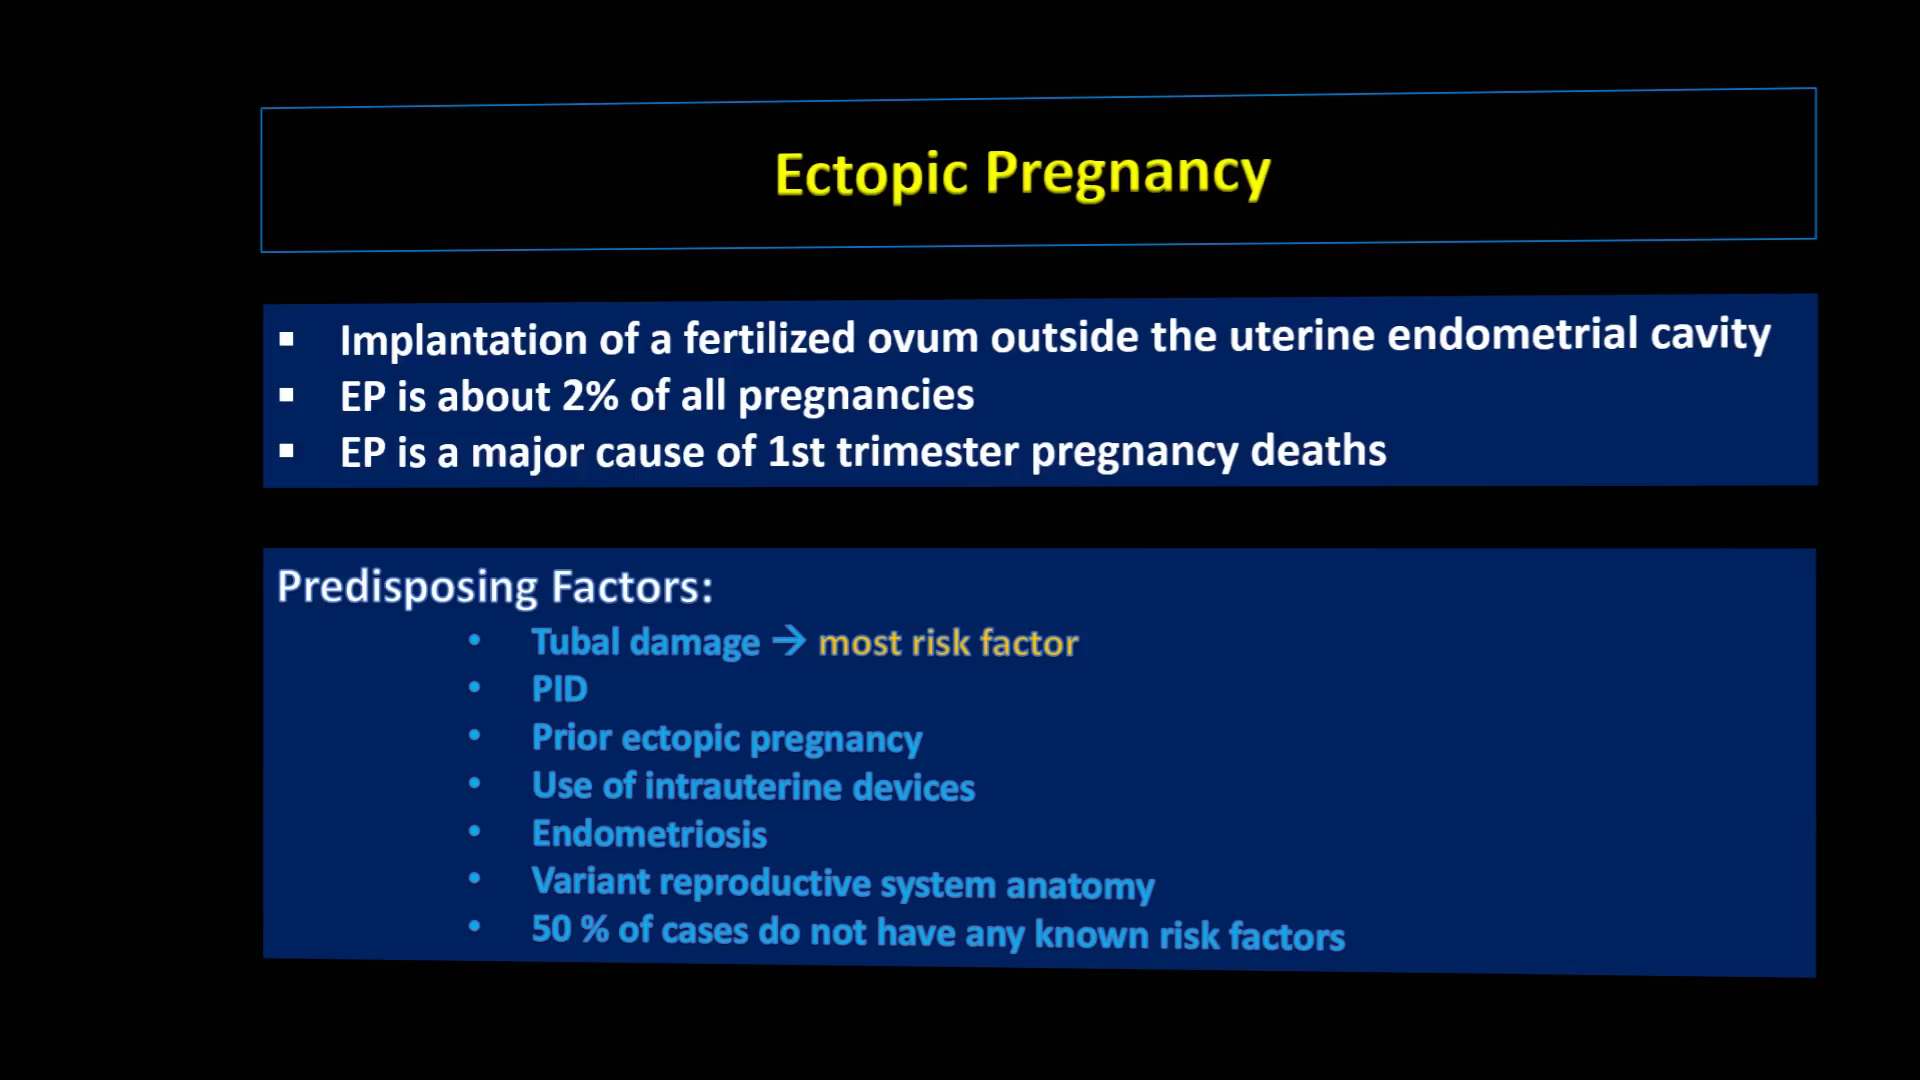 Ectopic Pregnancy
▪ Implantation of a fertilized ovum outside the uterine endometrial cavity
▪ EP is about 2% of all pregnancies
▪ EP is a major cause of 1st trimester pregnancy deaths
Predisposing Factors:
• Tubal damage → most risk factor
• PID
• Prior ectopic pregnancy
• Use of intrauterine devices
• Endometriosis
• Variant reproductive system anatomy
• 50 % of cases do not have any known risk factors